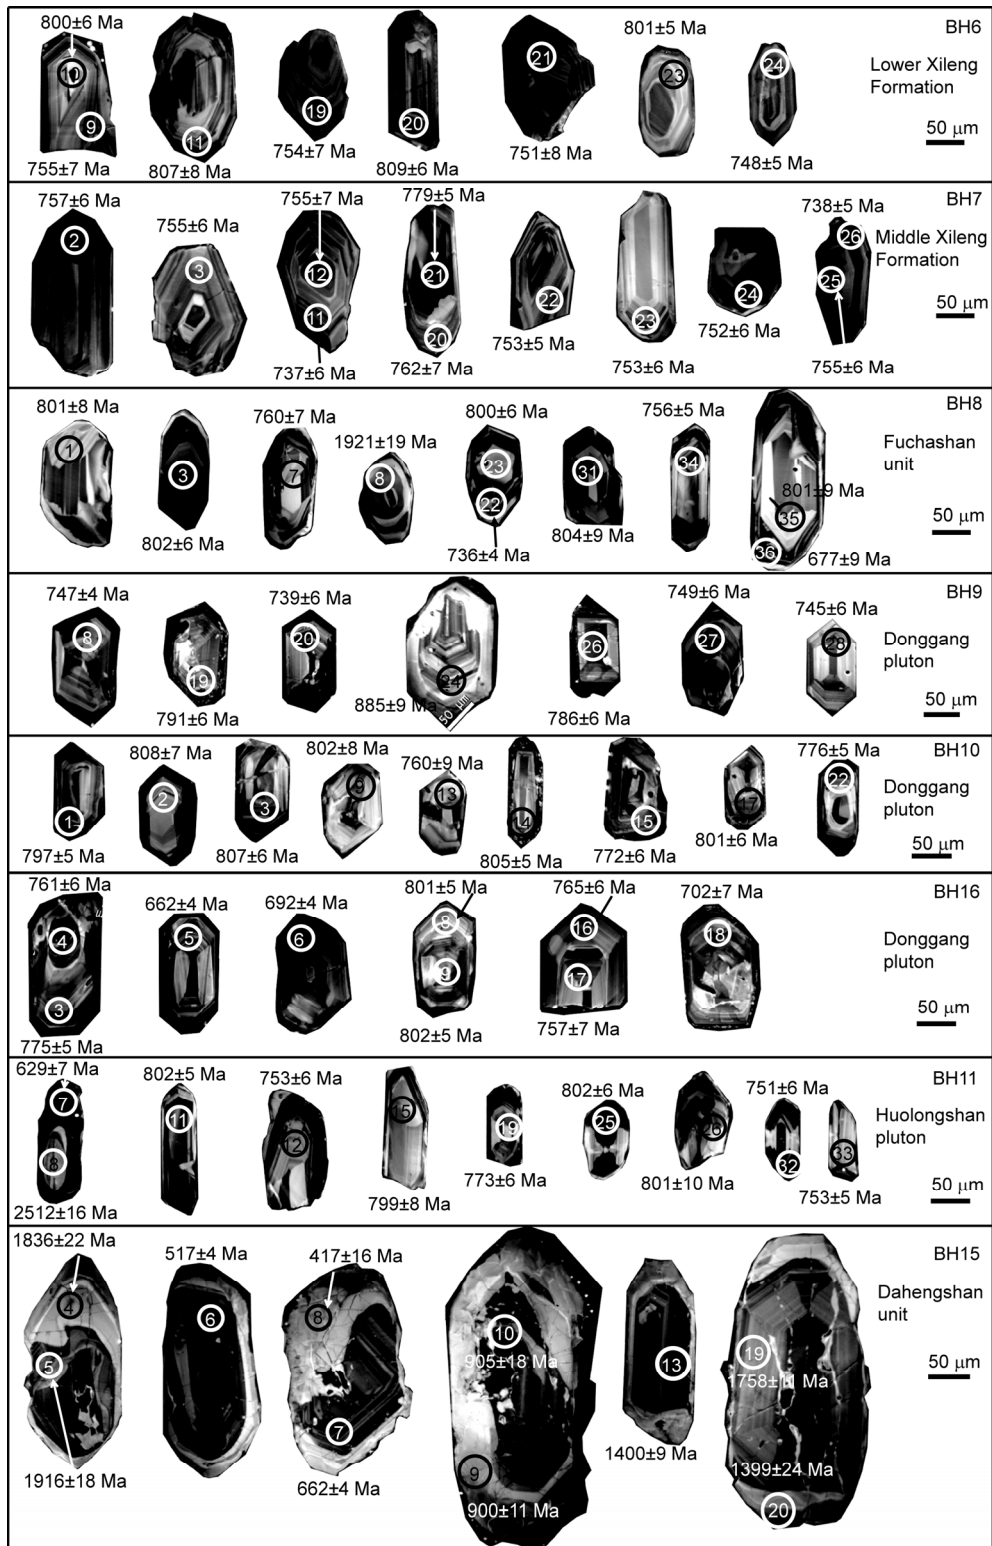 800±6 Ma
801±5 Ma
BH6
Lower Xileng
Formation
10
9
11
19
20
21
23
24
50 μm
755±7 Ma
807±8 Ma
754±7 Ma
809±6 Ma
751±8 Ma
748±5 Ma
757±6 Ma
755±6 Ma
755±7 Ma
779±5 Ma
753±5 Ma
738±5 Ma
BH7
Middle Xileng
Formation
2
3
12
11
21
20
22
23
24
26
25
50 μm
737±6 Ma
762±7 Ma
753±6 Ma
752±6 Ma
755±6 Ma
801±8 Ma
760±7 Ma
1921±19 Ma
800±6 Ma
756±5 Ma
BH8
Fuchashan
unit
1
3
7
8
23
22
31
34
801±9 Ma
35
36
50 μm
802±6 Ma
736±4 Ma
804±9 Ma
677±9 Ma
747±4 Ma
739±6 Ma
749±6 Ma
745±6 Ma
BH9
Donggang
pluton
8
19
20
24
26
27
28
50 μm
50 μm
791±6 Ma
885±9 Ma
786±6 Ma
808±7 Ma
802±8 Ma
760±9 Ma
776±5 Ma
BH10
Donggang
pluton
1
2
3
9
13
14
15
17
22
50 μm
797±5 Ma
807±6 Ma
805±5 Ma
772±6 Ma
801±6 Ma
761±6 Ma
662±4 Ma
692±4 Ma
801±5 Ma
765±6 Ma
702±7 Ma
BH16
Donggang
pluton
4
3
5
6
8
9
16
17
18
50 μm
775±5 Ma
802±5 Ma
757±7 Ma
629±7 Ma
802±5 Ma
753±6 Ma
802±6 Ma
751±6 Ma
BH11
Huolongshan
pluton
7
8
11
12
15
19
25
26
32
33
50 μm
2512±16 Ma
799±8 Ma
773±6 Ma
801±10 Ma
753±5 Ma
1836±22 Ma
517±4 Ma
417±16 Ma
BH15
Dahengshan
unit
4
5
6
8
7
10
905±18 Ma
9
900±11 Ma
13
19
1758±11 Ma
1399±24 Ma
20
50 μm
1916±18 Ma
662±4 Ma
1400±9 Ma